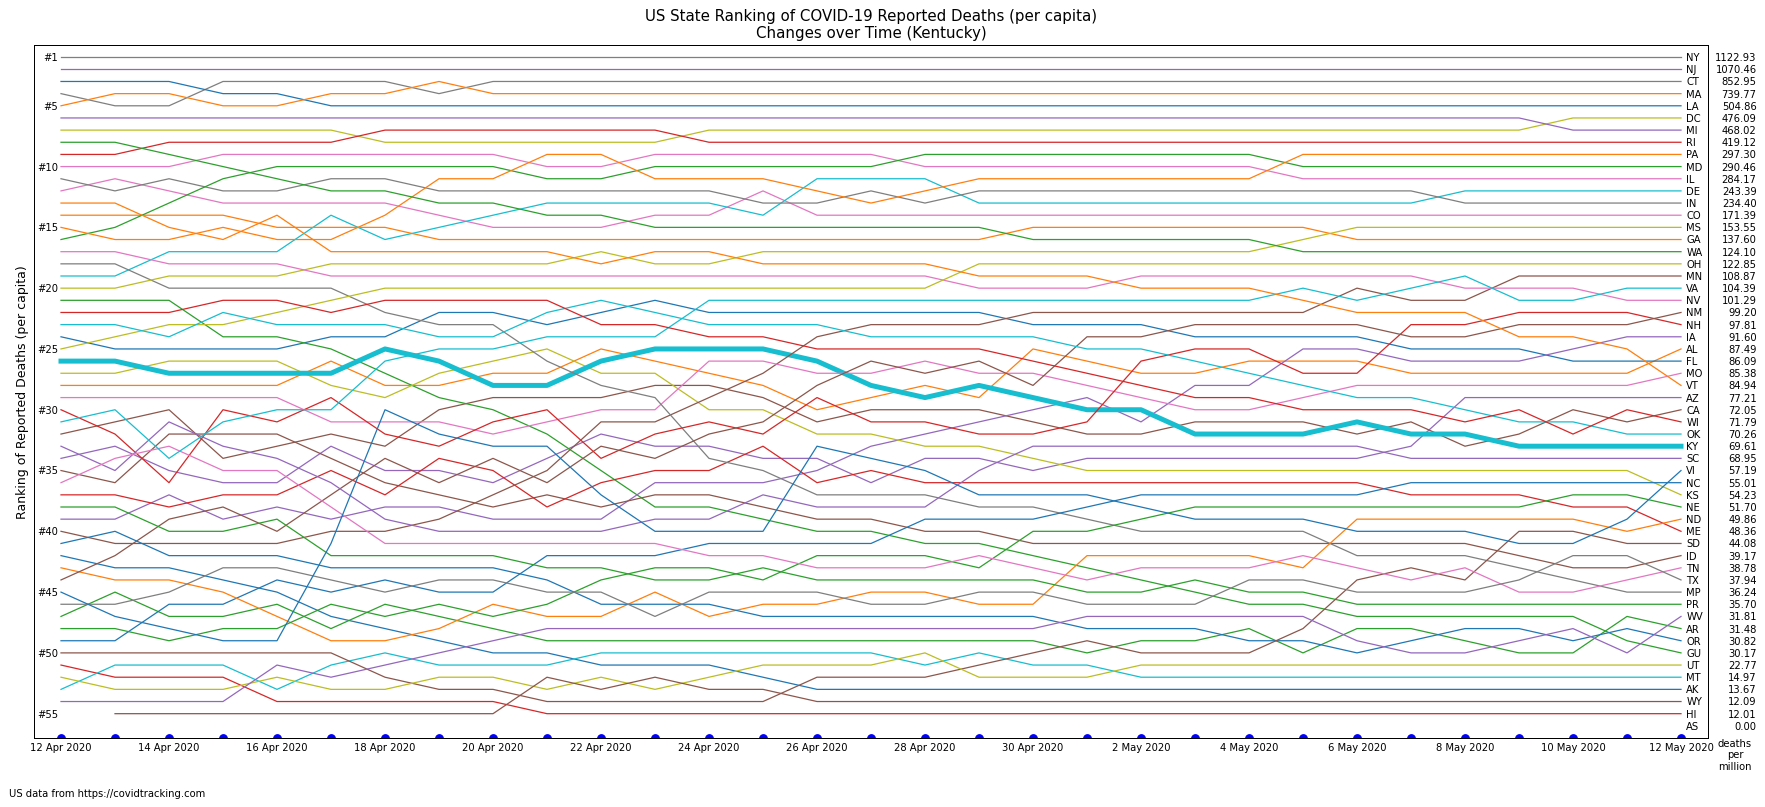 US State Ranking of COVID-19 Reported Deaths (per capita)
Changes over Time (Kentucky)
Ranking of Reported Deaths (per capita)
#1
#5
#10
#15
#20
#25
#30
#35
#40
#45
#50
#55
NY 1122.93
NJ 1070.46
CT 852.95
MA 739.77
LA 504.86
DC 476.09
MI 468.02
RI 419.12
PA 297.30
MD 290.46
IL 284.17
DE 243.39
IN 234.40
CO 171.39
MS 153.55
GA 137.60
WA 124.10
OH 122.85
MN 108.87
VA 104.39
NV 101.29
NM 99.20
NH 97.81
IA 91.60
AL 87.49
FL 86.09
MO 85.38
VT 84.94
AZ 77.21
CA 72.05
WI 71.79
OK 70.26
KY 69.61
SC 68.95
VI 57.19
NC 55.01
KS 54.23
NE 51.70
ND 49.86
ME 48.36
SD 44.08
ID 39.17
TN 38.78
TX 37.94
MP 36.24
PR 35.70
WV 31.81
AR 31.48
OR 30.82
GU 30.17
UT 22.77
MT 14.97
AK 13.67
WY 12.09
HI 12.01
AS 0.00
12 Apr 2020 14 Apr 2020 16 Apr 2020 18 Apr 2020 20 Apr 2020 22 Apr 2020 24 Apr 2020 26 Apr 2020 28 Apr 2020 30 Apr 2020 2 May 2020 4 May 2020 6 May 2020 8 May 2020 10 May 2020 12 May 2020
deaths
per
million
US data from https://covidtracking.com